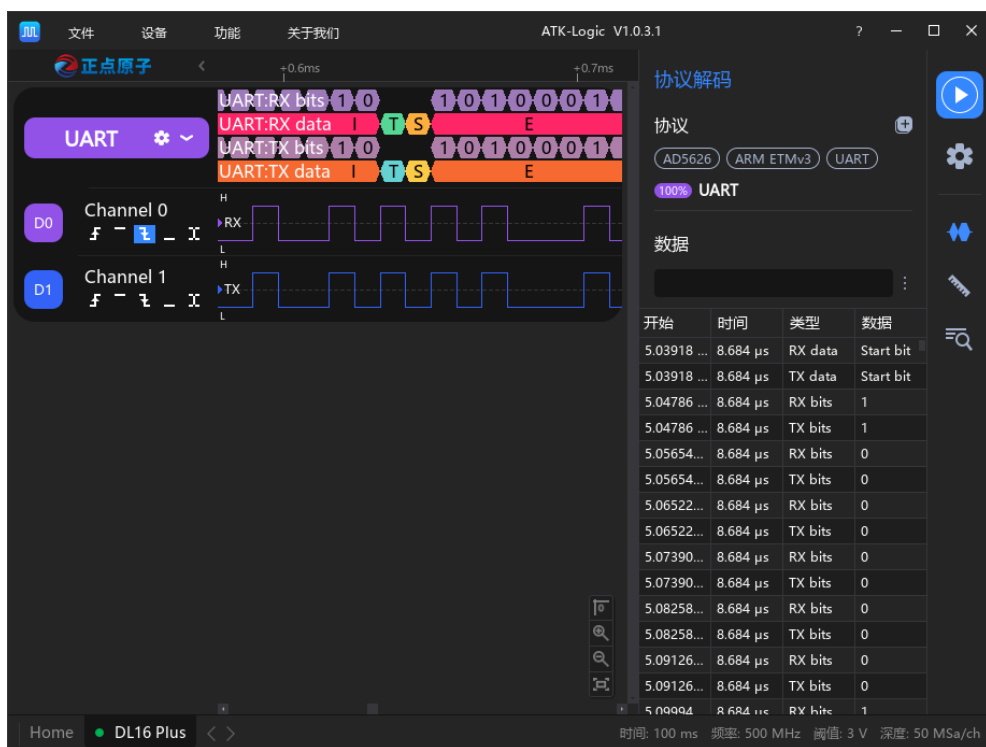 文件 设备 功能 关于我们 ATK-Logic V1.0.3.1 ?
正点原子 +0.6ms +0.7ms
UART:RX bits 1 0 1 0 1 0 0 0 1
UART:RX data I T S E
UART:TX bits 1 0 1 0 1 0 0 0 1
UART:TX data I T S E
UART
D0 Channel 0 H RX L
D1 Channel 1 H TX L
协议解码
协议
AD5626 ARM ETMv3 UART
100% UART
数据
开始 时间 类型 数据
5.03918 ... 8.684 μs RX data Start bit
5.03918 ... 8.684 μs TX data Start bit
5.04786 ... 8.684 μs RX bits 1
5.04786 ... 8.684 μs TX bits 1
5.05654... 8.684 μs RX bits 0
5.05654... 8.684 μs TX bits 0
5.06522... 8.684 μs RX bits 0
5.06522... 8.684 μs TX bits 0
5.07390... 8.684 μs RX bits 0
5.07390... 8.684 μs TX bits 0
5.08258... 8.684 μs RX bits 0
5.08258... 8.684 μs TX bits 0
5.09126... 8.684 μs RX bits 0
5.09126... 8.684 μs TX bits 0
5.09994... 8.684 μs RX bits 1
Home DL16 Plus 时间: 100 ms 频率: 500 MHz 阈值: 3 V 深度: 50 MSa/ch